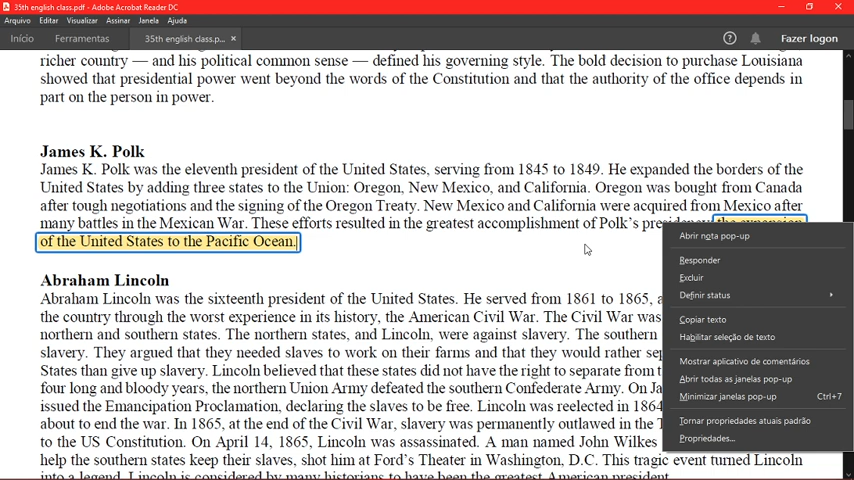 35th english class.pdf - Adobe Acrobat Reader DC
Arquivo Editar Visualizar Assinar Janela Ajuda
Início Ferramentas 35th english class.p... × Fazer logon
richer country — and his political common sense — defined his governing style. The bold decision to purchase Louisiana
showed that presidential power went beyond the words of the Constitution and that the authority of the office depends in
part on the person in power.
James K. Polk
James K. Polk was the eleventh president of the United States, serving from 1845 to 1849. He expanded the borders of the
United States by adding three states to the Union: Oregon, New Mexico, and California. Oregon was bought from Canada
after tough negotiations and the signing of the Oregon Treaty. New Mexico and California were acquired from Mexico after
many battles in the Mexican War. These efforts resulted in the greatest accomplishment of Polk's presidency, the expansion
of the United States to the Pacific Ocean.
Abraham Lincoln
Abraham Lincoln was the sixteenth president of the United States. He served from 1861 to 1865,
the country through the worst experience in its history, the American Civil War. The Civil War was
northern and southern states. The northern states, and Lincoln, were against slavery. The southern
slavery. They argued that they needed slaves to work on their farms and that they would rather
States than give up slavery. Lincoln believed that these states did not have the right to separate from
four long and bloody years, the northern Union Army defeated the southern Confederate Army. On
issued the Emancipation Proclamation, declaring the slaves to be free. Lincoln was reelected in 1864
about to end the war. In 1865, at the end of the Civil War, slavery was permanently outlawed in the
to the US Constitution. On April 14, 1865, Lincoln was assassinated. A man named John Wilkes
help the southern states keep their slaves, shot him at Ford's Theater in Washington, D.C. This tragic event turned Lincoln
into a legend. Lincoln is considered by many historians to have been the greatest American president.
Abrir nota pop-up
Responder
Excluir
Definir status
Copiar texto
Habilitar seleção de texto
Mostrar aplicativo de comentários
Abrir todas as janelas pop-up
Minimizar janelas pop-up Ctrl+7
Tornar propriedades atuais padrão
Propriedades...